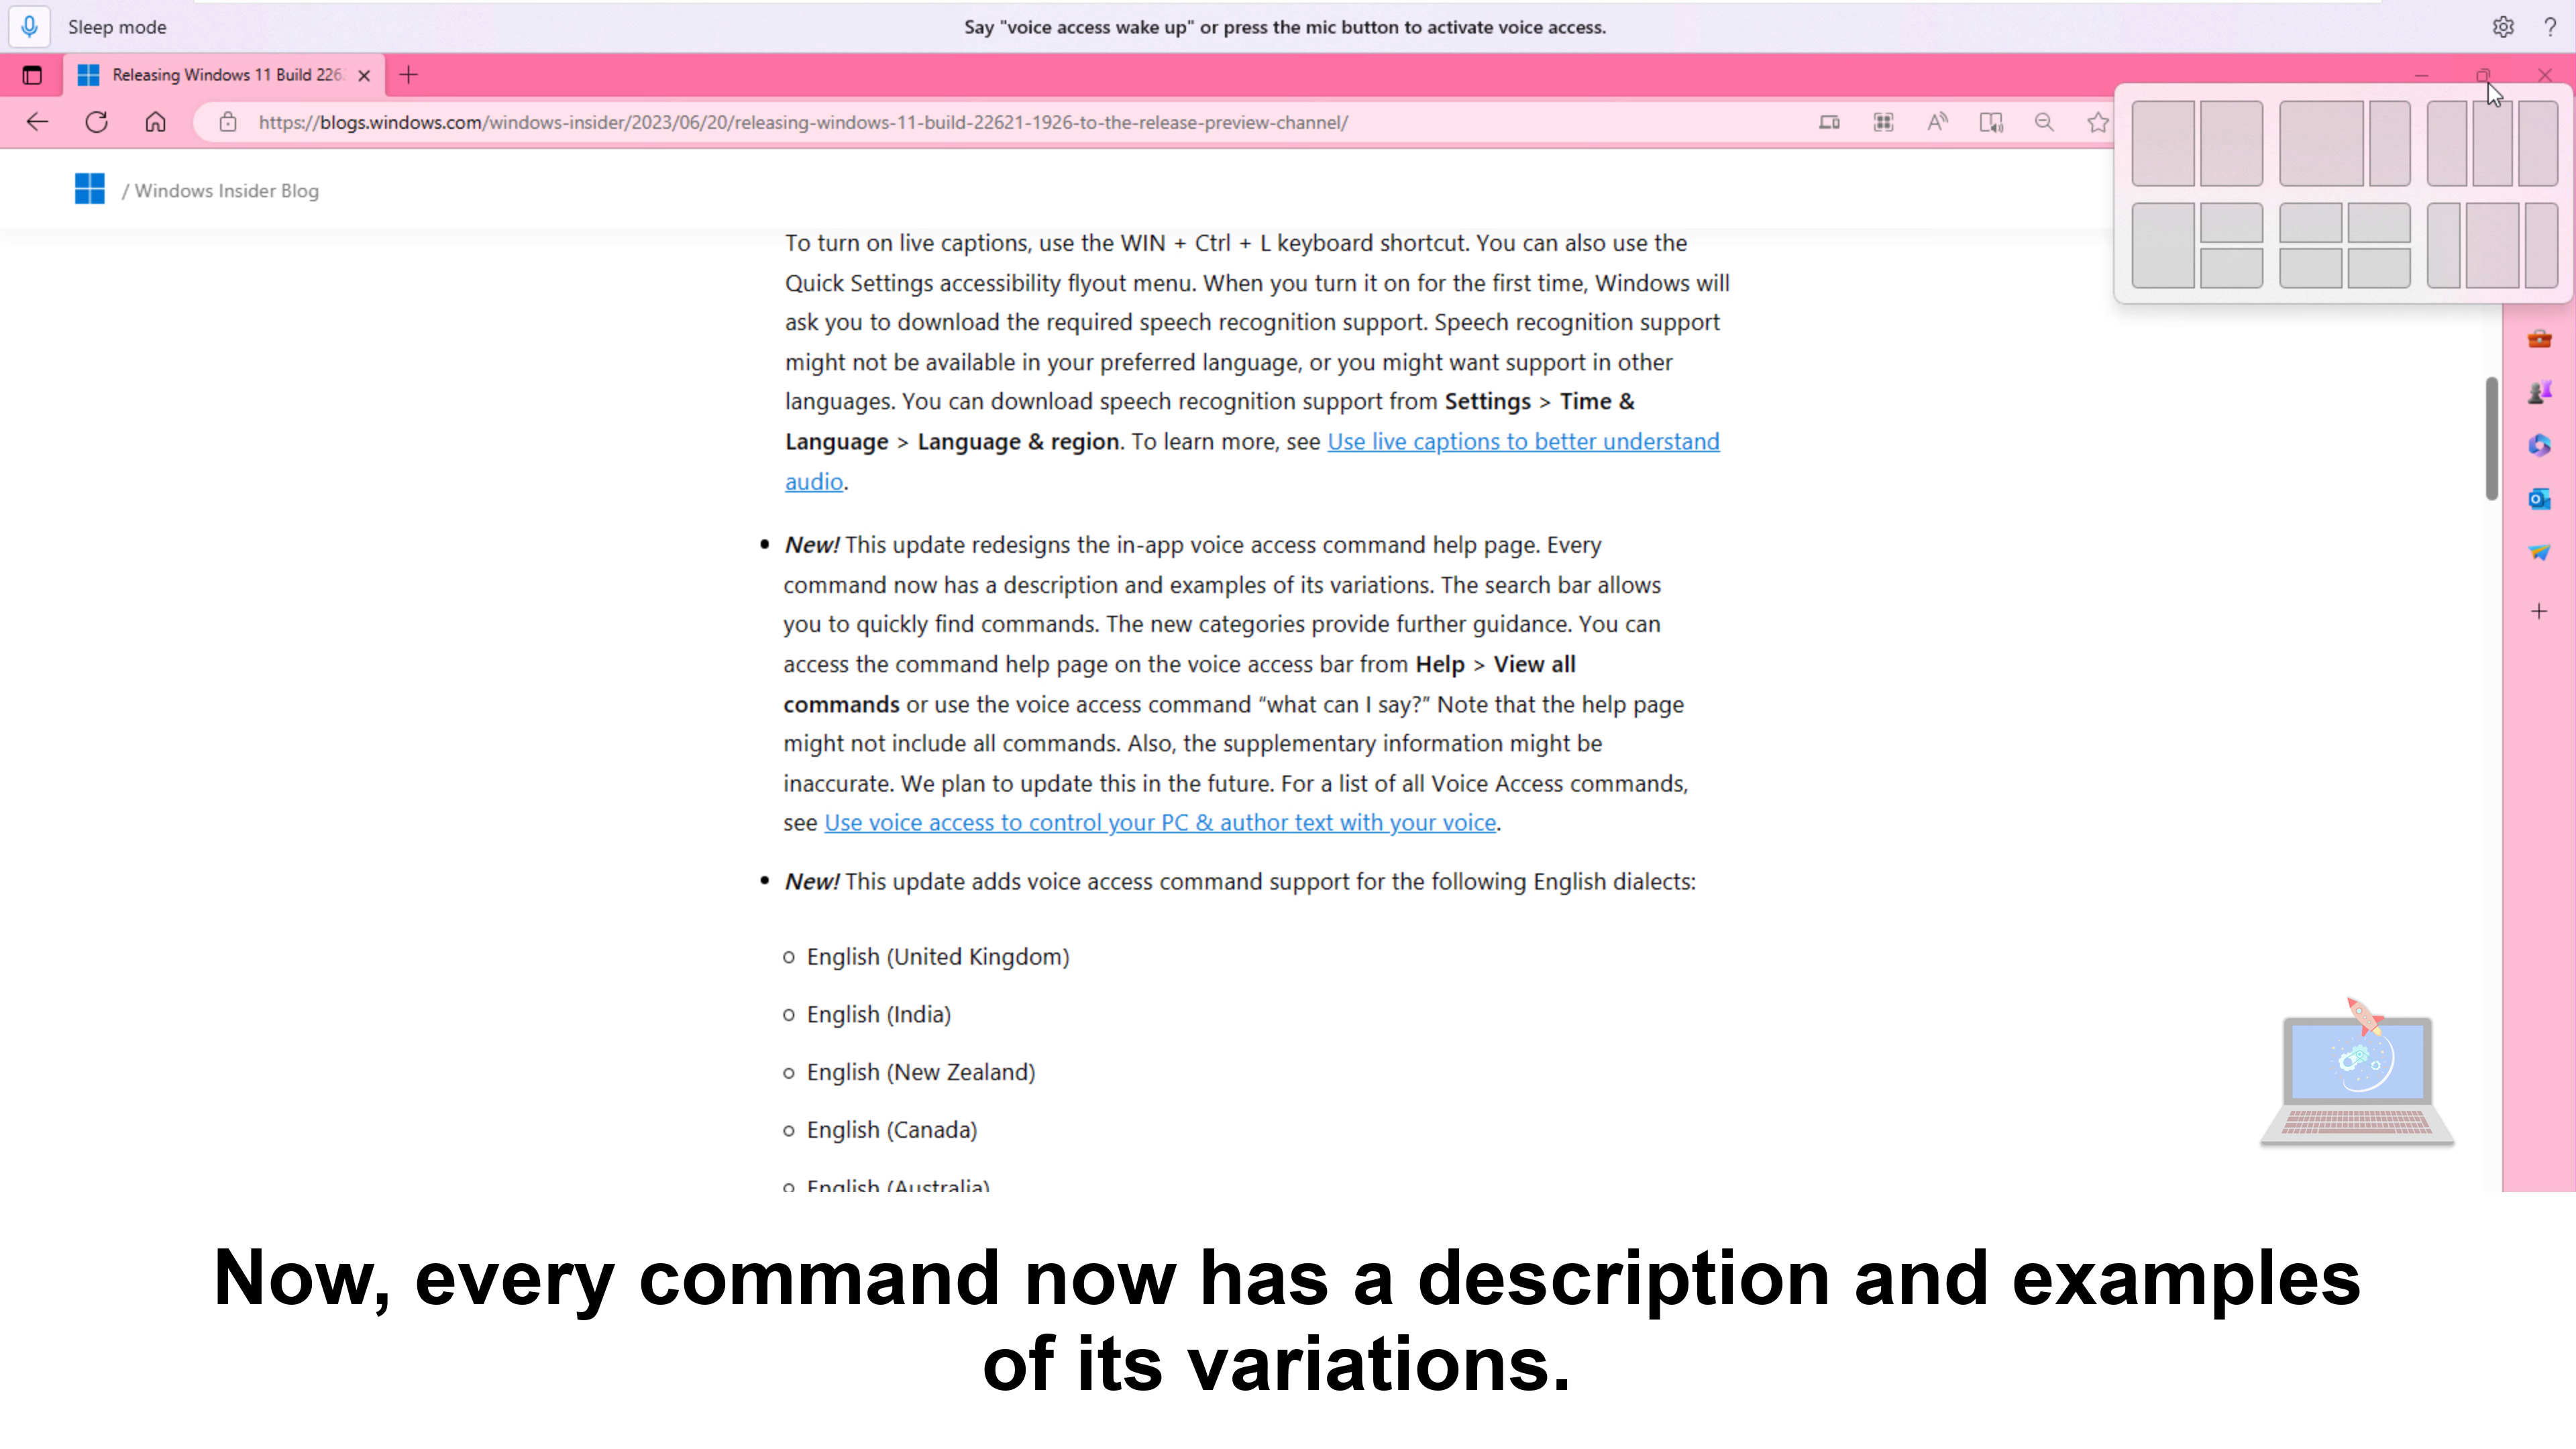 Sleep mode
Say "voice access wake up" or press the mic button to activate voice access.
Releasing Windows 11 Build 226
https://blogs.windows.com/windows-insider/2023/06/20/releasing-windows-11-build-22621-1926-to-the-release-preview-channel/
/ Windows Insider Blog
To turn on live captions, use the WIN + Ctrl + L keyboard shortcut. You can also use the
Quick Settings accessibility flyout menu. When you turn it on for the first time, Windows will
ask you to download the required speech recognition support. Speech recognition support
might not be available in your preferred language, or you might want support in other
languages. You can download speech recognition support from Settings > Time &
Language > Language & region. To learn more, see Use live captions to better understand
audio.
• New! This update redesigns the in-app voice access command help page. Every
command now has a description and examples of its variations. The search bar allows
you to quickly find commands. The new categories provide further guidance. You can
access the command help page on the voice access bar from Help > View all
commands or use the voice access command “what can I say?” Note that the help page
might not include all commands. Also, the supplementary information might be
inaccurate. We plan to update this in the future. For a list of all Voice Access commands,
see Use voice access to control your PC & author text with your voice.
• New! This update adds voice access command support for the following English dialects:
○ English (United Kingdom)
○ English (India)
○ English (New Zealand)
○ English (Canada)
○ English (Australia)
Now, every command now has a description and examples
of its variations.